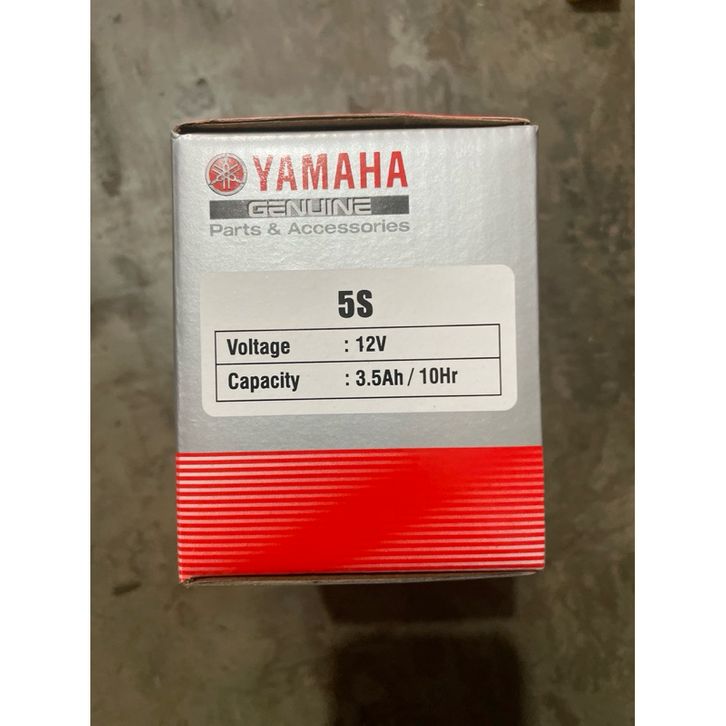 YAMAHA
GENUINE
Parts & Accessories
5S
Voltage : 12V
Capacity : 3.5Ah / 10Hr